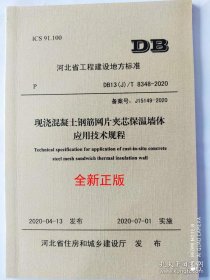 ICS 91.100
DB
河北省工程建设地方标准
P
DB13(J)/T 8348-2020
备案号：J15149-2020
现浇混凝土钢筋网片夹芯保温墙体
应用技术规程
Technical specification for application of cast-in-situ concrete
steel mesh sandwich thermal insulation wall
全新正版
2020-04-13 发布
2020-07-01 实施
河北省住房和城乡建设厅 发布